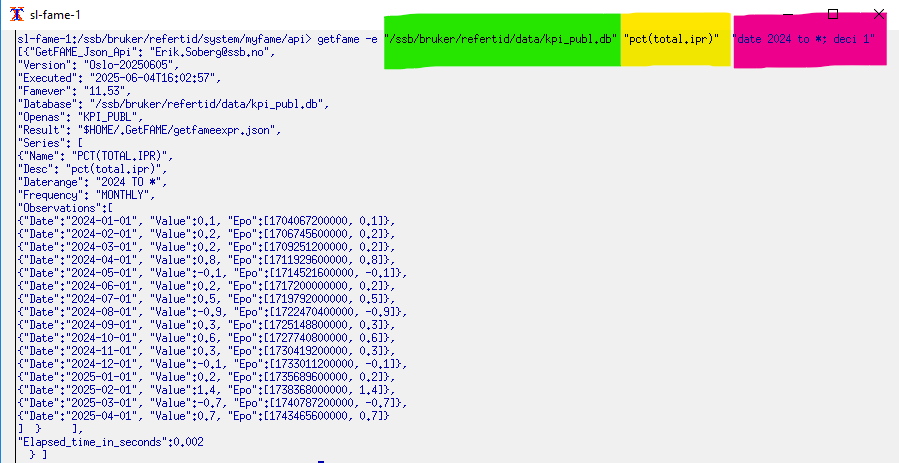 sl-fame-1
sl-fame-1:/ssb/bruker/refertid/system/myfame/api> getfame -e "/ssb/bruker/refertid/data/kpi_publ.db" "pct(total.ipr)" "date 2024 to *; deci 1"
[{"GetFAME_Json_Api": "Erik.Soberg@ssb.no",
"Version": "Oslo-20250605",
"Executed": "2025-06-04T16:02:57",
"Famever": "11.53",
"Database": "/ssb/bruker/refertid/data/kpi_publ.db",
"Openas": "KPI_PUBL",
"Result": "$HOME/.GetFAME/getfameexpr.json",
"Series": [
{"Name": "PCT(TOTAL.IPR)",
"Desc": "pct(total.ipr)",
"Daterange": "2024 TO *",
"Frequency": "MONTHLY",
"Observations":[
{"Date":"2024-01-01", "Value":0.1, "Epo":[1704067200000, 0.1]},
{"Date":"2024-02-01", "Value":0.2, "Epo":[1706745600000, 0.2]},
{"Date":"2024-03-01", "Value":0.2, "Epo":[1709251200000, 0.2]},
{"Date":"2024-04-01", "Value":0.8, "Epo":[1711929600000, 0.8]},
{"Date":"2024-05-01", "Value":-0.1, "Epo":[1714521600000, -0.1]},
{"Date":"2024-06-01", "Value":0.2, "Epo":[1717200000000, 0.2]},
{"Date":"2024-07-01", "Value":0.5, "Epo":[1719792000000, 0.5]},
{"Date":"2024-08-01", "Value":-0.9, "Epo":[1722470400000, -0.9]},
{"Date":"2024-09-01", "Value":0.3, "Epo":[1725148800000, 0.3]},
{"Date":"2024-10-01", "Value":0.6, "Epo":[1727740800000, 0.6]},
{"Date":"2024-11-01", "Value":0.3, "Epo":[1730419200000, 0.3]},
{"Date":"2024-12-01", "Value":-0.1, "Epo":[1733011200000, -0.1]},
{"Date":"2025-01-01", "Value":0.2, "Epo":[1735689600000, 0.2]},
{"Date":"2025-02-01", "Value":1.4, "Epo":[1738368000000, 1.4]},
{"Date":"2025-03-01", "Value":-0.7, "Epo":[1740787200000, -0.7]},
{"Date":"2025-04-01", "Value":0.7, "Epo":[1743465600000, 0.7]}
] } ],
"Elapsed_time_in_seconds":0.002
} ]